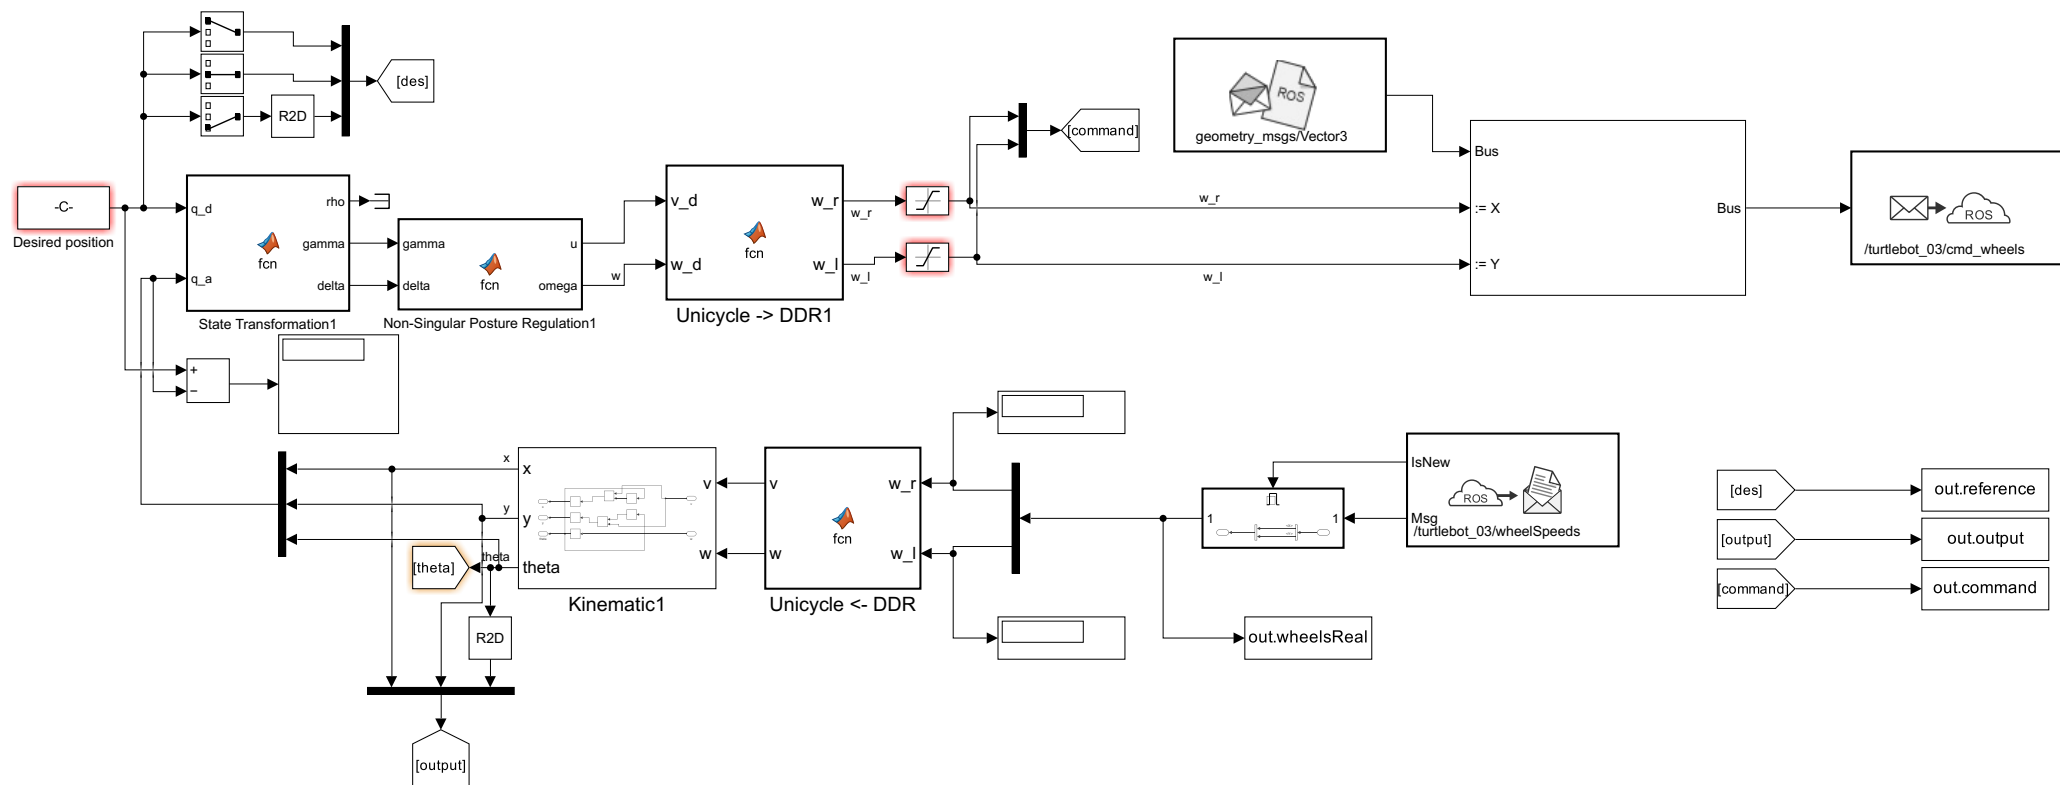 [des]
R2D
-C-
Desired position
q_d
q_a
rho
gamma
delta
fcn
State Transformation1
gamma
delta
u
omega
fcn
Non-Singular Posture Regulation1
w
v_d
w_d
w_r
w_l
fcn
Unicycle -> DDR1
w_r
w_l
[command]
w_r
w_l
ROS
geometry_msgs/Vector3
Bus
:= X
:= Y
Bus
ROS
/turtlebot_03/cmd_wheels
+
−
x
y
theta
x
y
theta
v
w
Kinematic1
[theta]
R2D
[output]
v
w
w_r
w_l
fcn
Unicycle <- DDR
1
1
IsNew
Msg
ROS
/turtlebot_03/wheelSpeeds
out.wheelsReal
[des]
out.reference
[output]
out.output
[command]
out.command